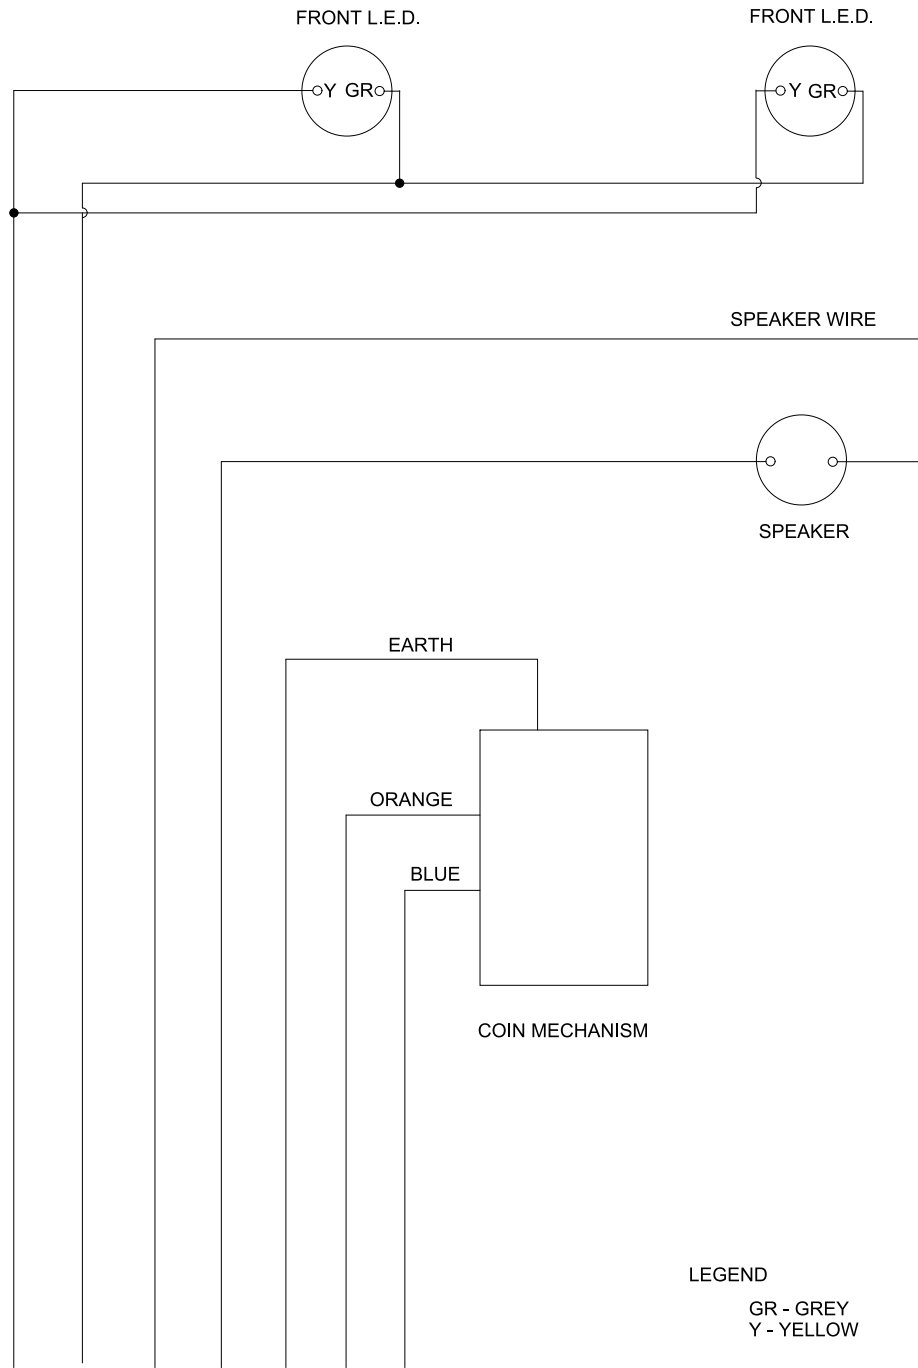 FRONT L.E.D.
FRONT L.E.D.
Y GR
Y GR
SPEAKER WIRE
SPEAKER
EARTH
ORANGE
BLUE
COIN MECHANISM
LEGEND
GR - GREY
Y - YELLOW